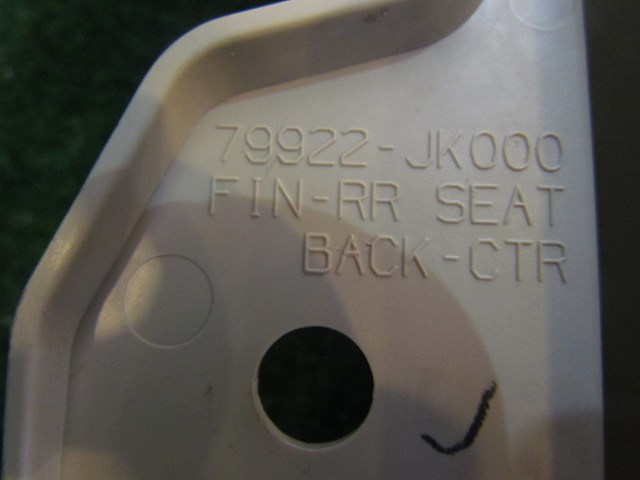 79922-JK000
FIN-RR SEAT
BACK-CTR